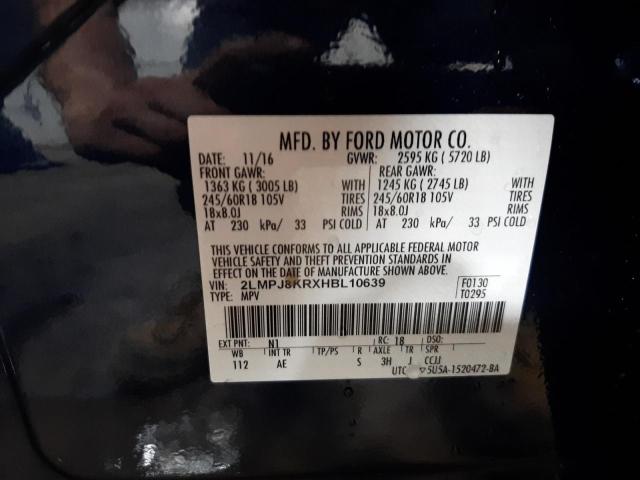 MFD. BY FORD MOTOR CO.
DATE: 11/16 GVWR: 2595 KG ( 5720 LB)
FRONT GAWR: REAR GAWR:
1363 KG ( 3005 LB) WITH 1245 KG ( 2745 LB) WITH
245/60R18 105V TIRES 245/60R18 105V TIRES
18x8.0J RIMS 18x8.0J RIMS
AT 230 kPa/ 33 PSI COLD AT 230 kPa/ 33 PSI COLD
THIS VEHICLE CONFORMS TO ALL APPLICABLE FEDERAL MOTOR
VEHICLE SAFETY AND THEFT PREVENTION STANDARDS IN
EFFECT ON THE DATE OF MANUFACTURE SHOWN ABOVE.
VIN: 2LMPJ8KRXHBL10639 F0130
TYPE: MPV T0295
EXT PNT: N1 RC: 18 DSO:
WB INT TR TP/PS R AXLE TR SPR
112 AE S 3H J CCJJ
UTC ▽5U5A-1520472-BA